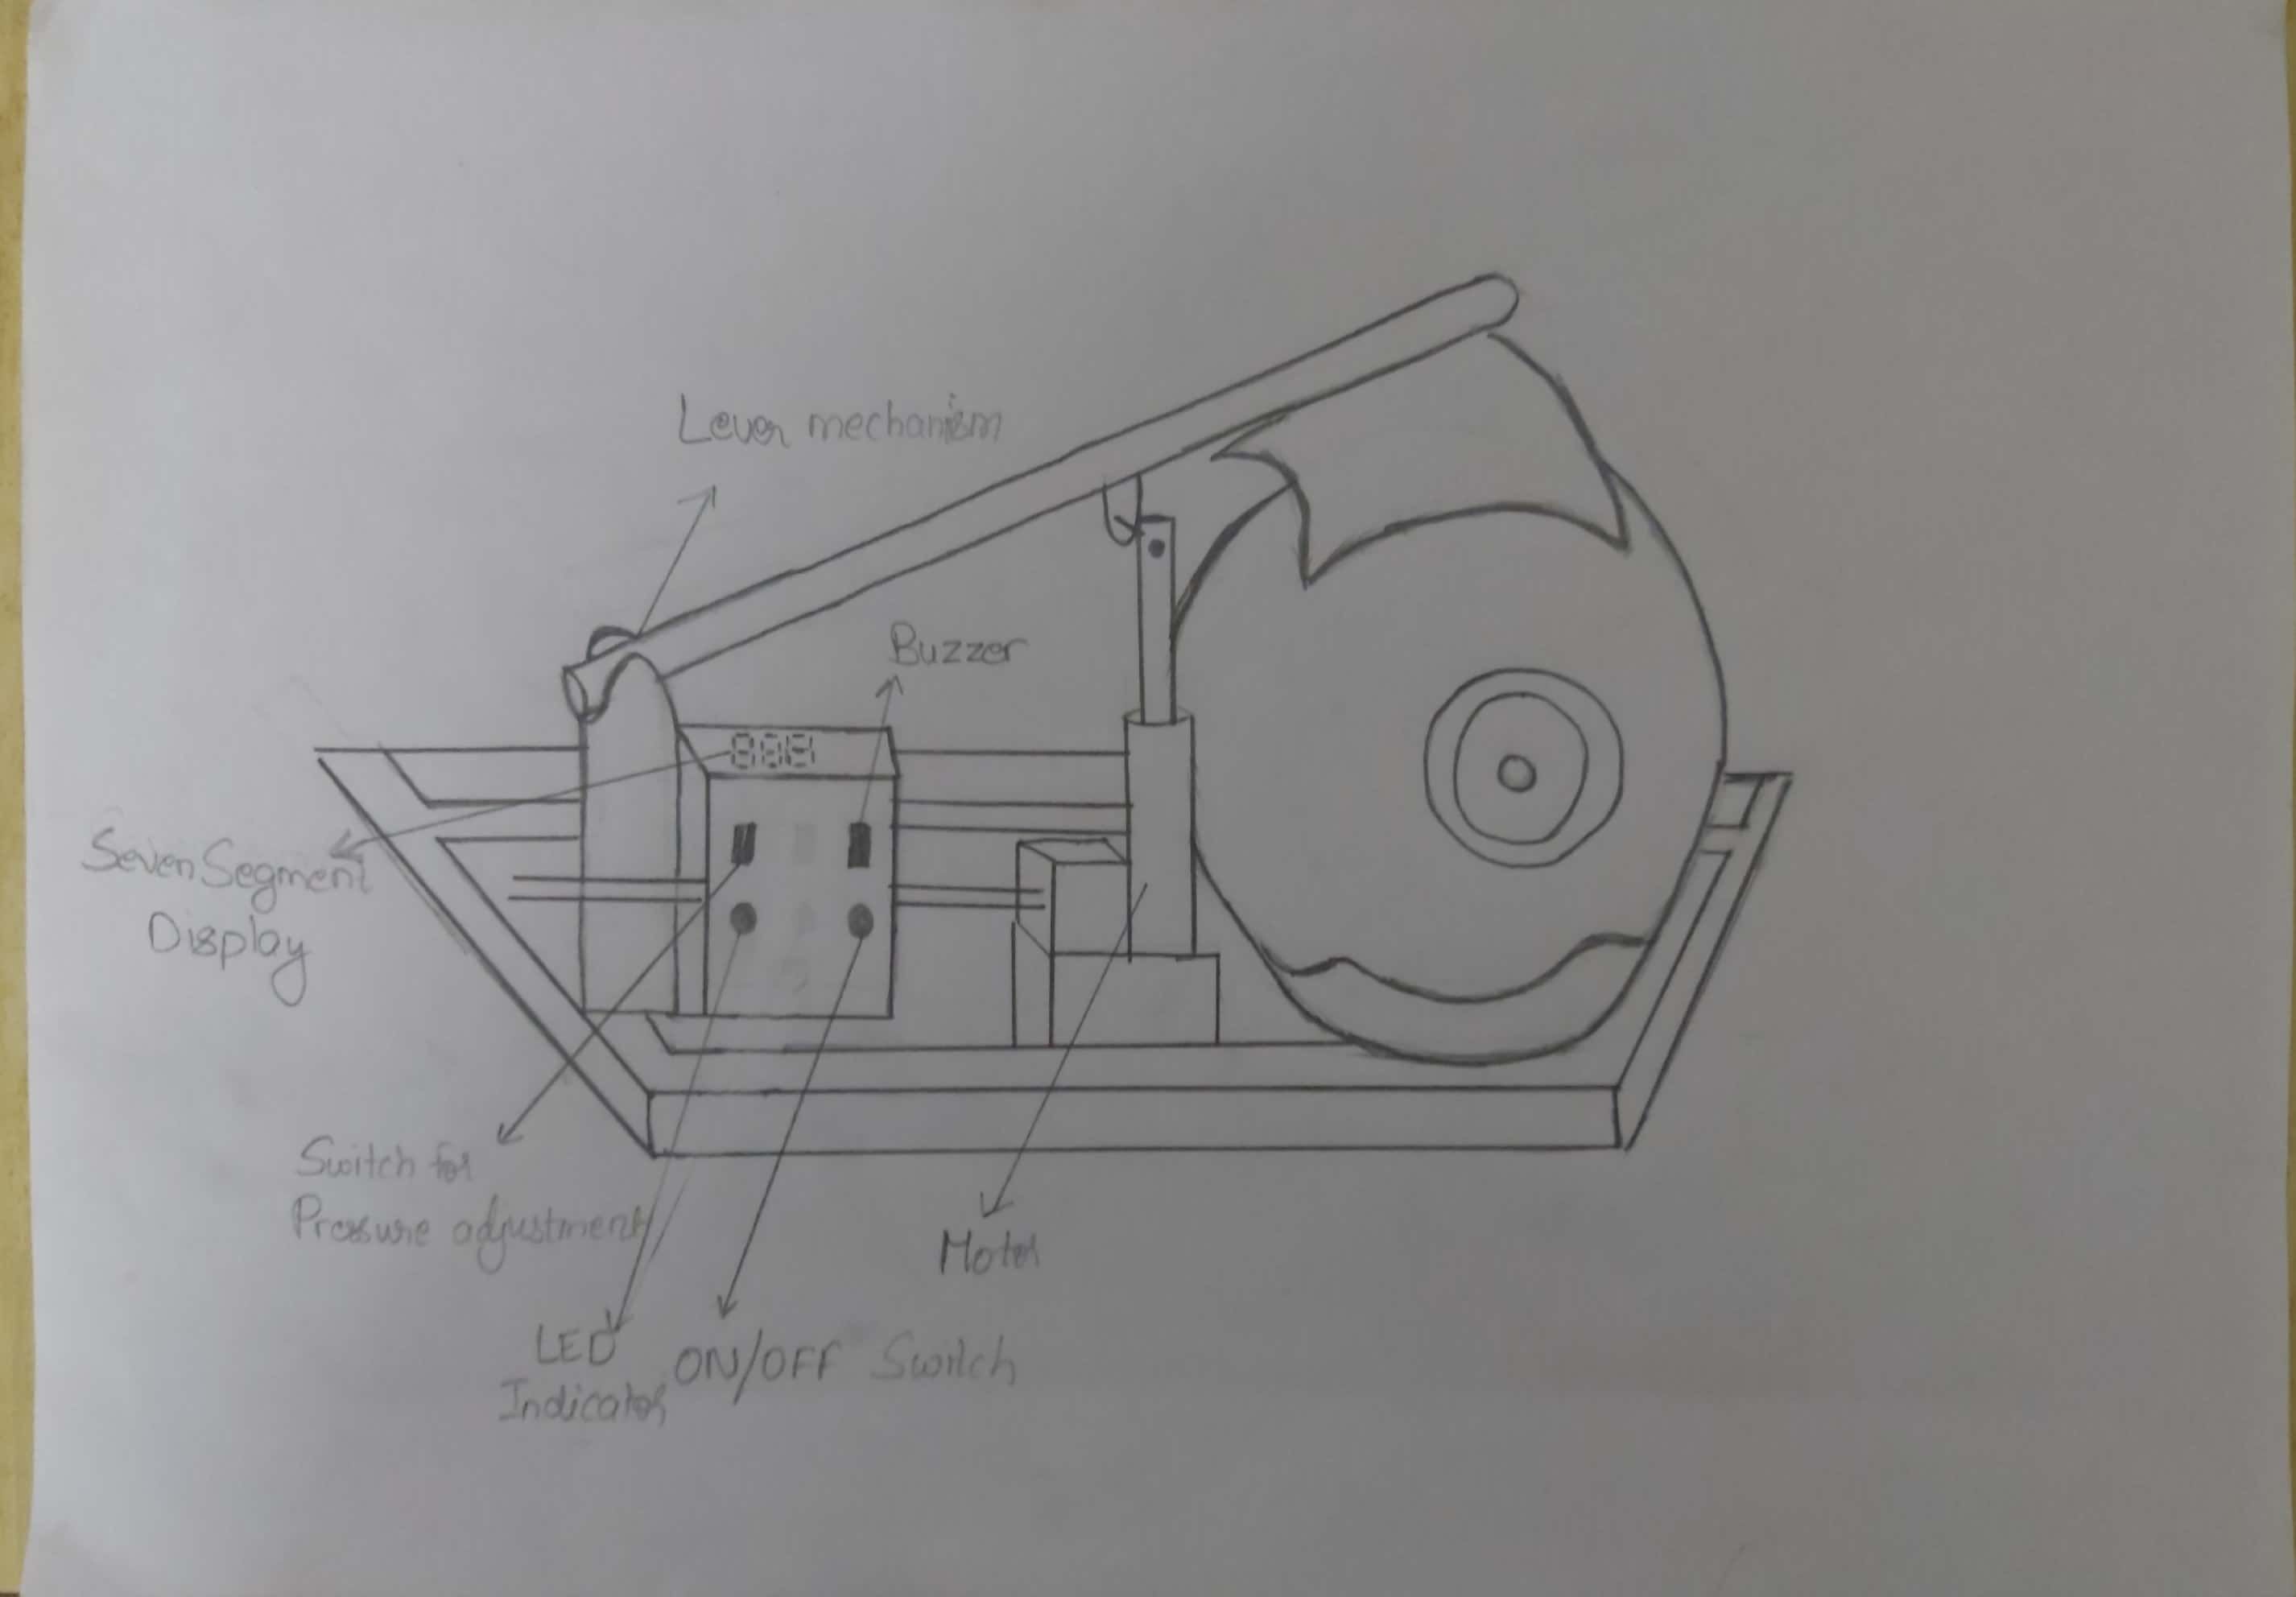 Lever mechanism
Buzzer
888
Seven Segment
Display
Switch for
Pressure adjustment
Motor
LED
Indicator
ON/OFF Switch